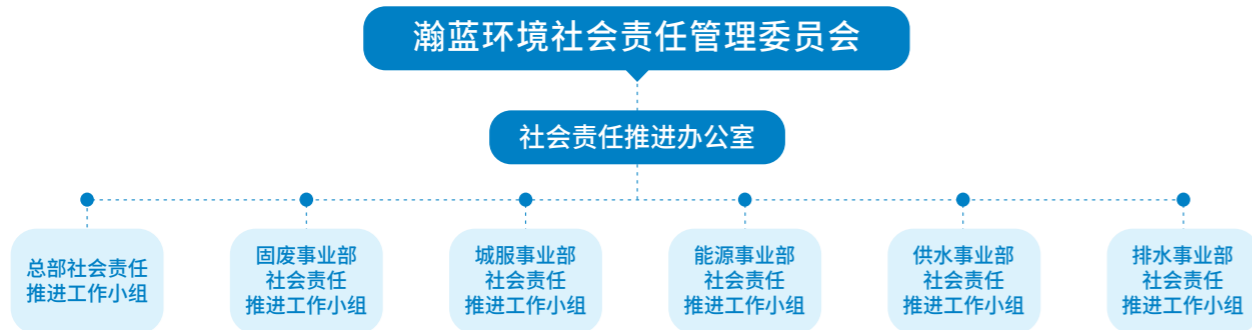 瀚蓝环境社会责任管理委员会
社会责任推进办公室
总部社会责任
推进工作小组
固废事业部
社会责任
推进工作小组
城服事业部
社会责任
推进工作小组
能源事业部
社会责任
推进工作小组
供水事业部
社会责任
推进工作小组
排水事业部
社会责任
推进工作小组